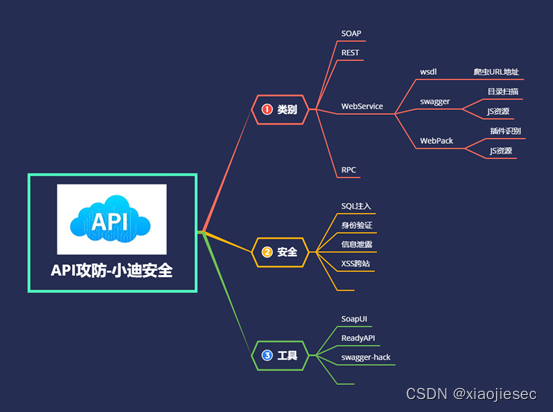 API
API攻防-小迪安全
1 类别
SOAP
REST
WebService
wsdl
爬虫URL地址
swagger
目录扫描
JS资源
WebPack
插件识别
JS资源
RPC
2 安全
SQL注入
身份验证
信息泄露
XSS跨站
3 工具
SoapUI
ReadyAPI
swagger-hack
CSDN @xiaojiesec